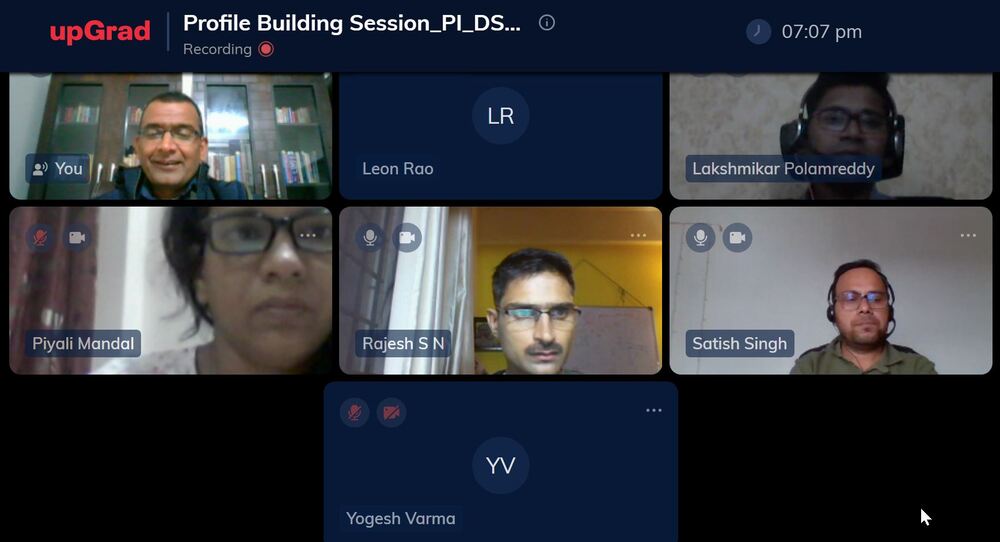 upGrad
Profile Building Session_PI_DS...
Recording
07:07 pm
You
LR
Leon Rao
Lakshmikar Polamreddy
Piyali Mandal
Rajesh S N
Satish Singh
YV
Yogesh Varma